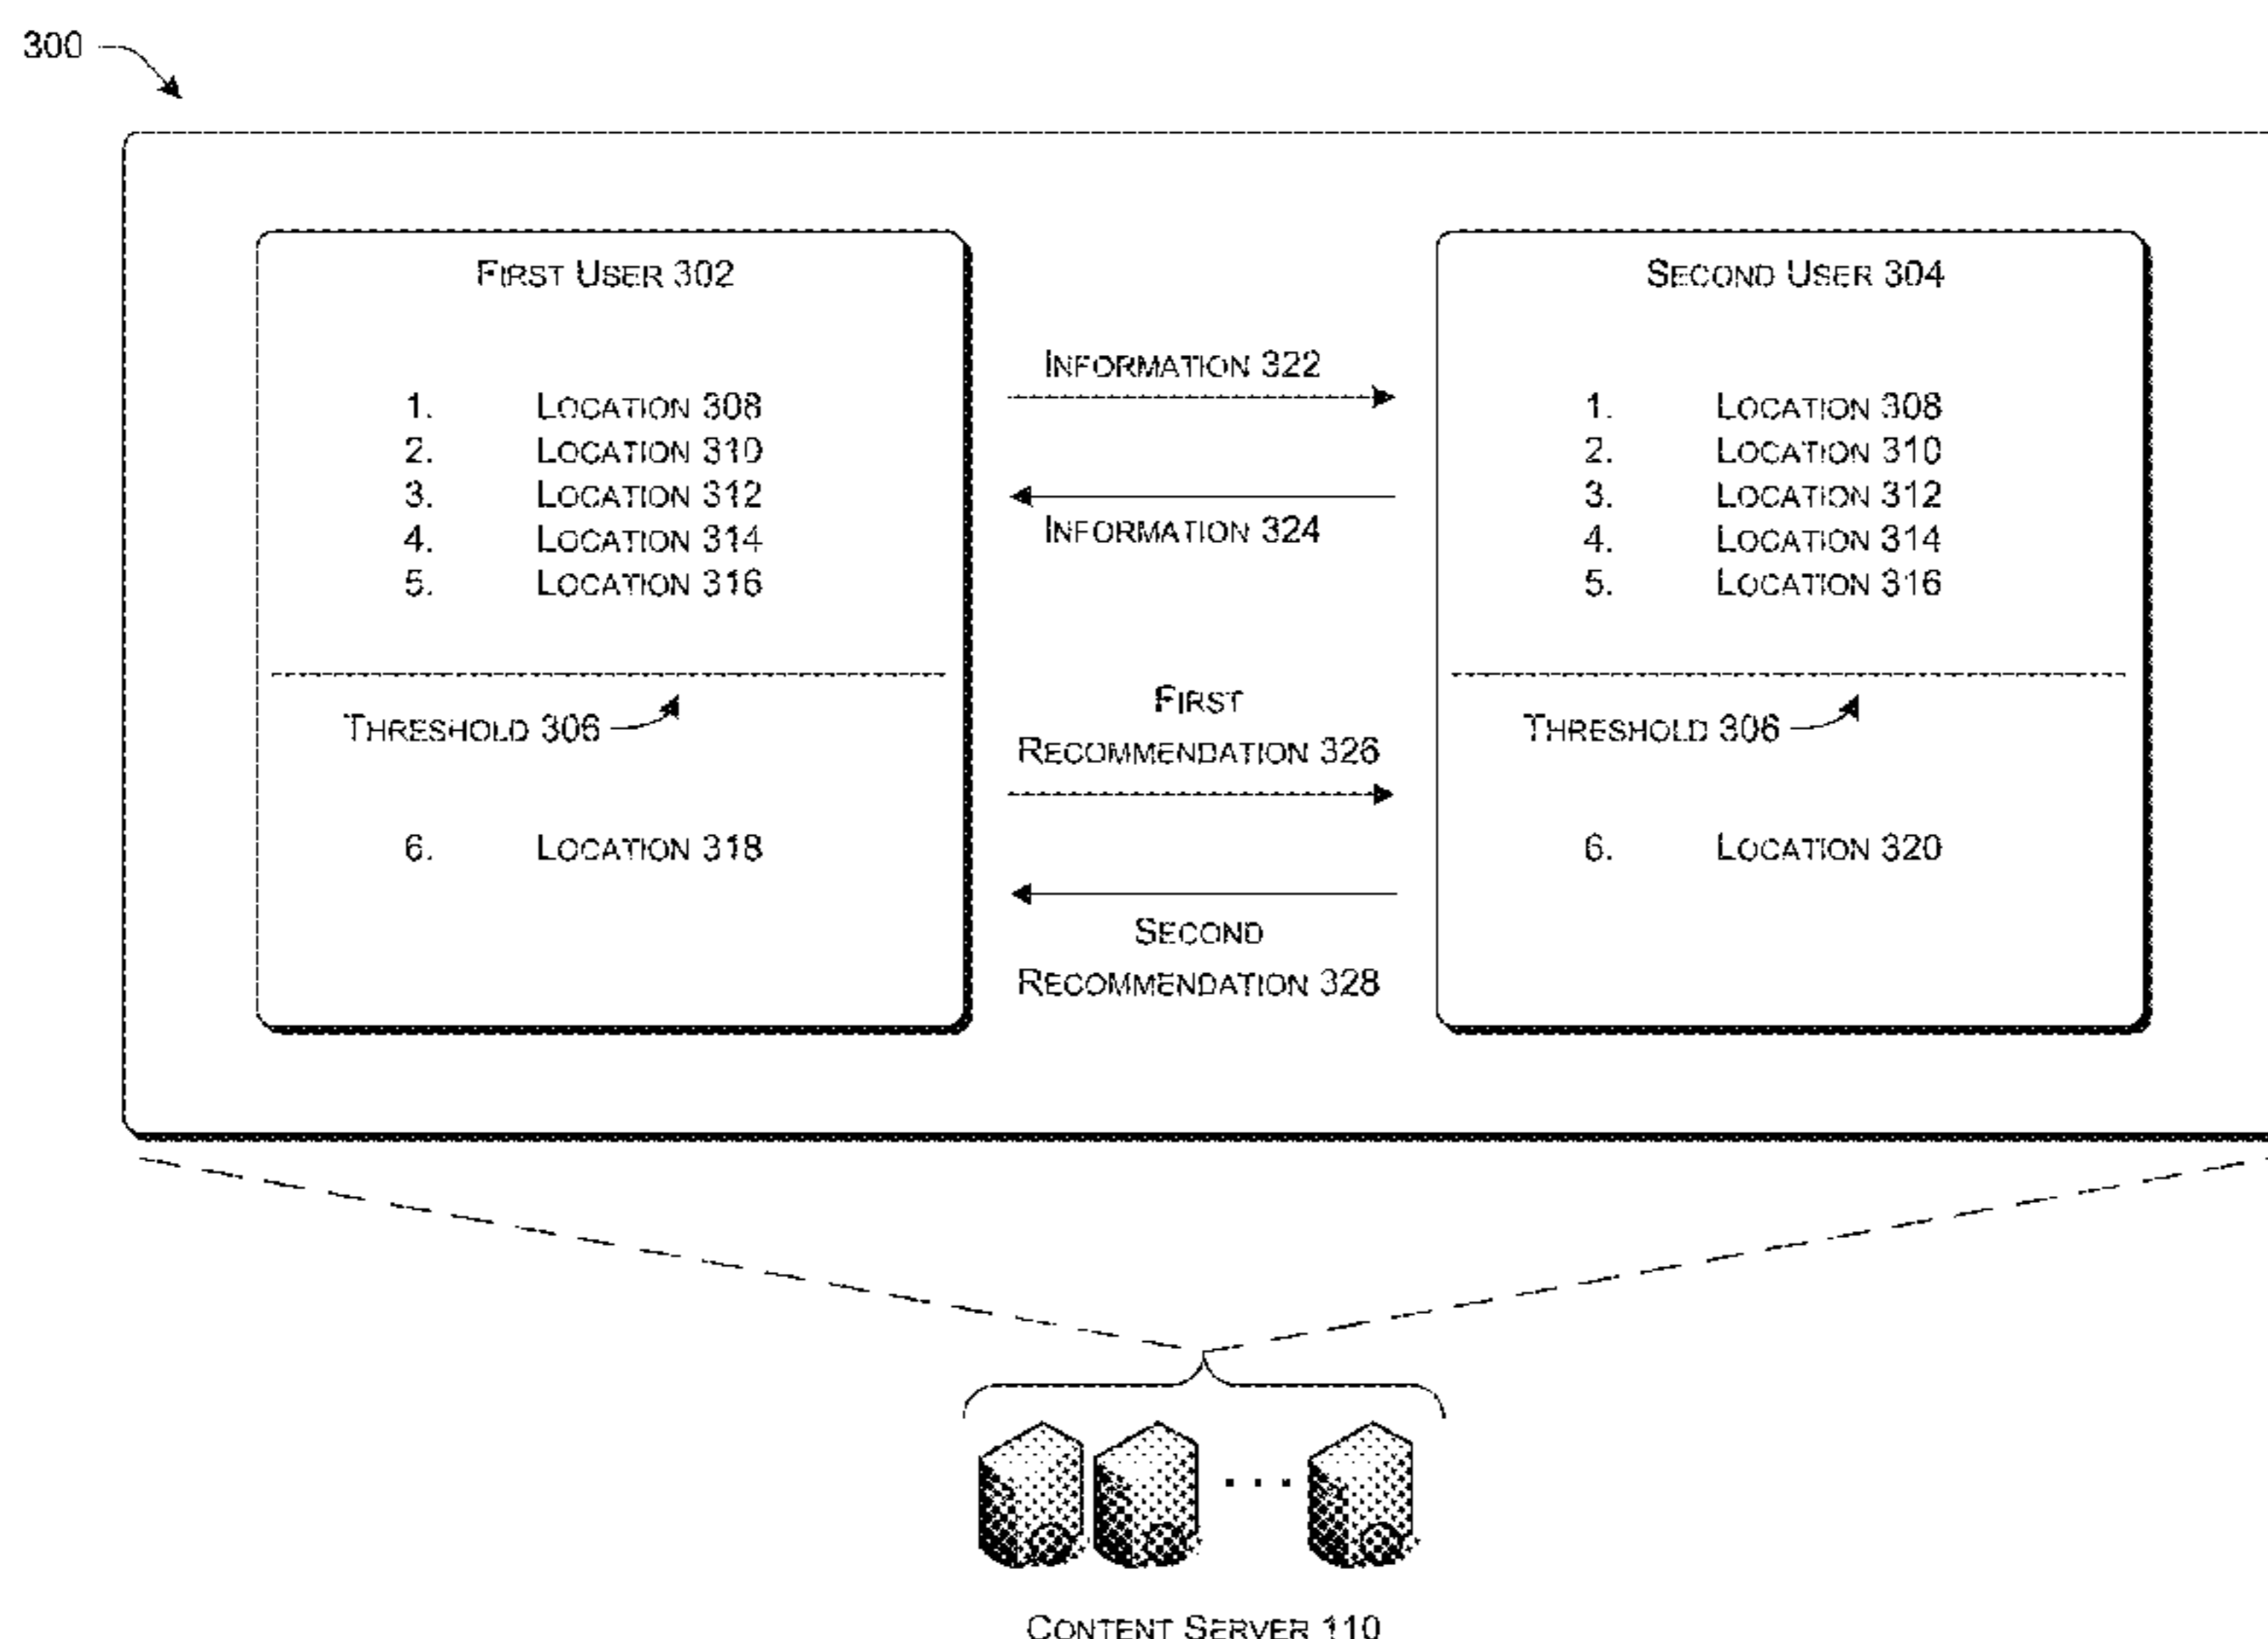 300
FIRST USER 302
1. LOCATION 308
2. LOCATION 310
3. LOCATION 312
4. LOCATION 314
5. LOCATION 316
THRESHOLD 306
6. LOCATION 318
INFORMATION 322
INFORMATION 324
FIRST
RECOMMENDATION 326
SECOND
RECOMMENDATION 328
SECOND USER 304
1. LOCATION 308
2. LOCATION 310
3. LOCATION 312
4. LOCATION 314
5. LOCATION 316
THRESHOLD 306
6. LOCATION 320
CONTENT SERVER 110